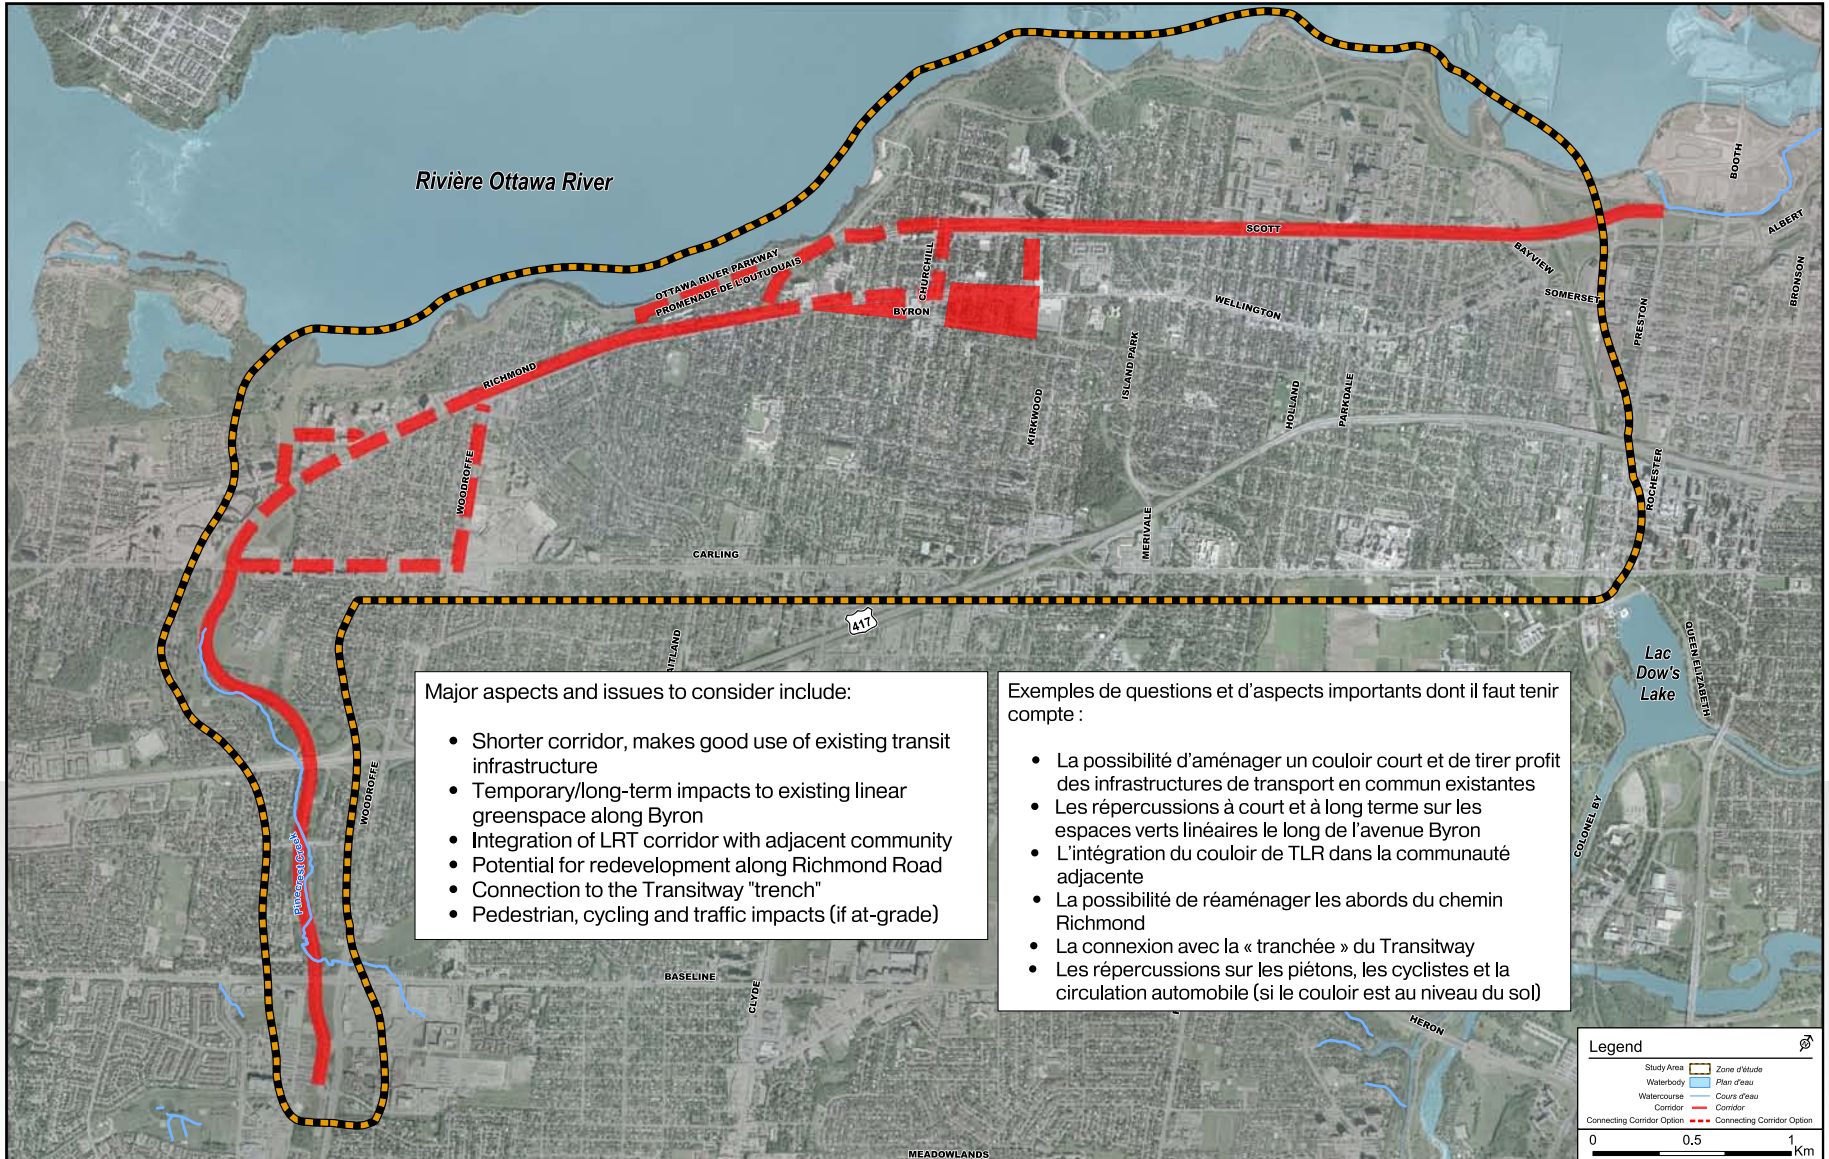 Rivière Ottawa River
BOOTH
ALBERT
BRONSON
SCOTT
BAYVIEW
SOMERSET
PRESTON
OTTAWA RIVER PARKWAY
PROMENADE DE L'OUTUOUAIS
CHURCHILL
BYRON
WELLINGTON
RICHMOND
ISLAND PARK
KIRKWOOD
HOLLAND
PARKDALE
WOODROFFE
ROCHESTER
MERIVALE
CARLING
417
AITLAND
QUEEN ELIZABETH
Lac
Dow's
Lake
COLONEL BY
WOODROFFE
Pinecrest Creek
Major aspects and issues to consider include:
• Shorter corridor, makes good use of existing transit
infrastructure
• Temporary/long-term impacts to existing linear
greenspace along Byron
• Integration of LRT corridor with adjacent community
• Potential for redevelopment along Richmond Road
• Connection to the Transitway "trench"
• Pedestrian, cycling and traffic impacts (if at-grade)
Exemples de questions et d'aspects importants dont il faut tenir
compte :
• La possibilité d'aménager un couloir court et de tirer profit
des infrastructures de transport en commun existantes
• Les répercussions à court et à long terme sur les
espaces verts linéaires le long de l'avenue Byron
• L'intégration du couloir de TLR dans la communauté
adjacente
• La possibilité de réaménager les abords du chemin
Richmond
• La connexion avec la « tranchée » du Transitway
• Les répercussions sur les piétons, les cyclistes et la
circulation automobile (si le couloir est au niveau du sol)
BASELINE
CLYDE
HERON
MEADOWLANDS
Legend
Study Area Zone d'étude
Waterbody Plan d'eau
Watercourse Cours d'eau
Corridor Corridor
Connecting Corridor Option Connecting Corridor Option
0 0.5 1
Km